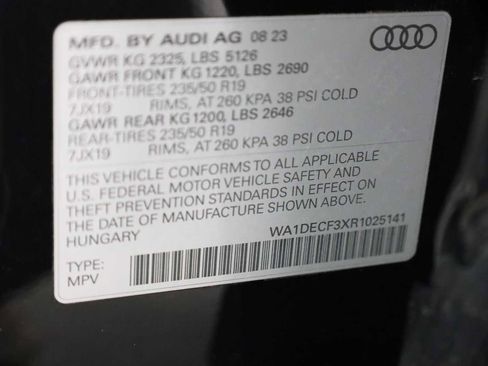 MFD. BY AUDI AG 08 23
GVWR KG 2325, LBS 5126
GAWR FRONT KG 1220, LBS 2690
FRONT-TIRES 235/50 R19
7JX19 RIMS, AT 260 KPA 38 PSI COLD
GAWR REAR KG 1200, LBS 2646
REAR-TIRES 235/50 R19
7JX19 RIMS, AT 260 KPA 38 PSI COLD
THIS VEHICLE CONFORMS TO ALL APPLICABLE
U.S. FEDERAL MOTOR VEHICLE SAFETY AND
THEFT PREVENTION STANDARDS IN EFFECT ON
THE DATE OF MANUFACTURE SHOWN ABOVE.
HUNGARY WA1DECF3XR1025141
TYPE:
MPV